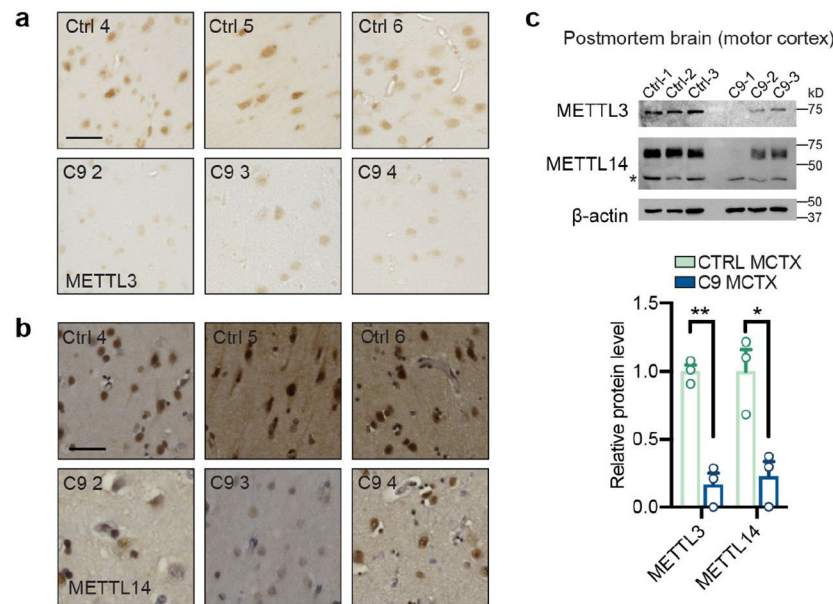 a
Ctrl 4
Ctrl 5
Ctrl 6
C9 2
C9 3
C9 4
METTL3
b
Ctrl 4
Ctrl 5
Ctrl 6
C9 2
C9 3
C9 4
METTL14
c
Postmortem brain (motor cortex)
Ctrl-1 Ctrl-2 Ctrl-3 C9-1 C9-2 C9-3 kD
METTL3 75
METTL14 75
50
*
β-actin 50
37
CTRL MCTX
C9 MCTX
Relative protein level
1.5
1.0
0.5
0.0
** *
METTL3 METTL14